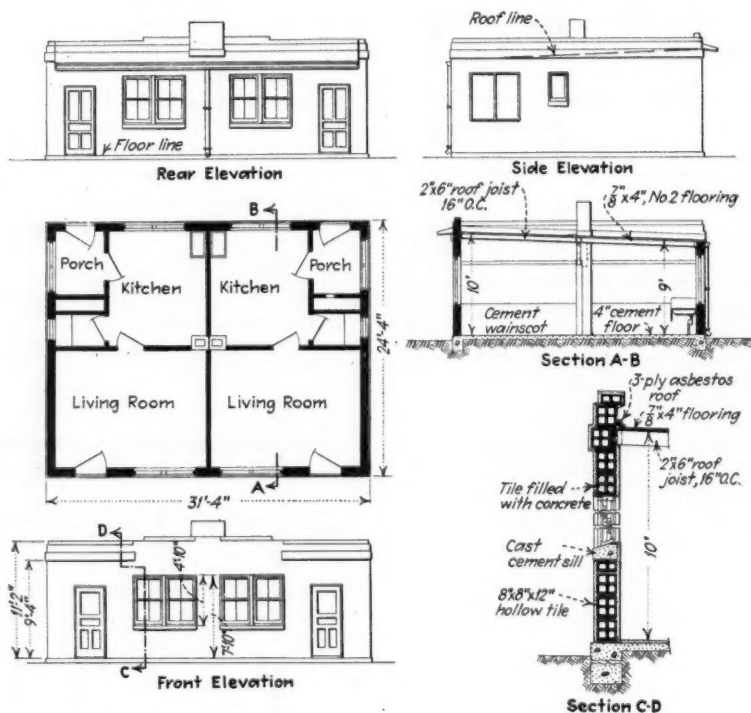 Roof line
Floor line
Rear Elevation
Side Elevation
2"x6" roof joist
16" O.C.
7/8"x4", No.2 flooring
B
Porch
Kitchen
Kitchen
Porch
24'-4"
10'
9'
Cement
wainscot
4" cement
floor
Section A-B
Living Room
Living Room
A
31'-4"
3-ply asbestos
roof
7/8"x4" flooring
2"x6" roof
joist, 16" O.C.
Tile filled
with concrete
Cast
cement sill
10'
8"x8"x12"
hollow tile
D
11'-2"
9'-4"
4'-10"
7'-10"
C
Front Elevation
Section C-D